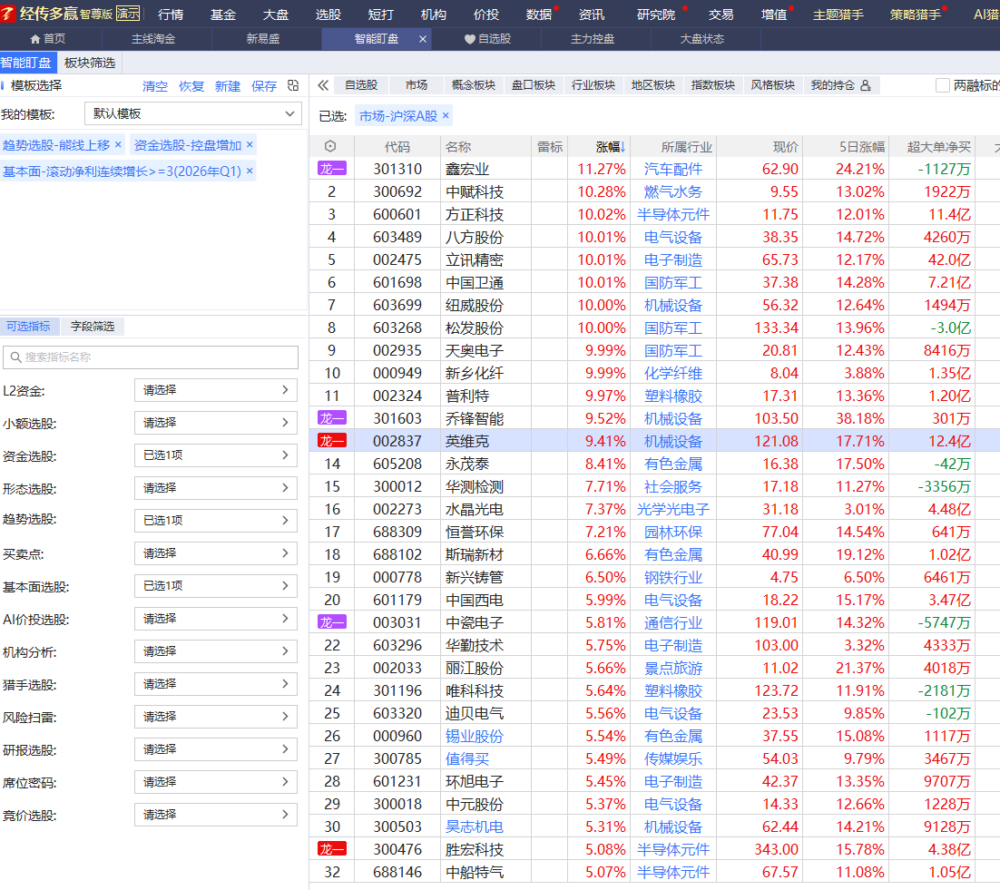 经传多赢 智尊版 演示 行情 基金 大盘 选股 短打 机构 价投 数据 资讯 研究院 交易 增值 主题猎手 策略猎手 AI猎
首页 主线淘金 新易盛 智能盯盘 × 自选股 主力控盘 大盘状态
智能盯盘 板块筛选
模板选择 清空 恢复 新建 保存
我的模板: 默认模板
趋势选股-熊线上移 × 资金选股-控盘增加 ×
基本面-滚动净利连续增长>=3(2026年Q1) ×
可选指标 字段筛选
搜索指标名称
L2资金: 请选择
小额选股: 请选择
资金选股: 已选1项
形态选股: 请选择
趋势选股: 已选1项
买卖点: 请选择
基本面选股: 已选1项
AI价投选股: 请选择
机构分析: 请选择
猎手选股: 请选择
风险扫雷: 请选择
研报选股: 请选择
席位密码: 请选择
竞价选股: 请选择
自选股 市场 概念板块 盘口板块 行业板块 地区板块 指数板块 风格板块 我的持仓 两融标的
已选: 市场-沪深A股 ×
代码 名称 雷标 涨幅↓ 所属行业 现价 5日涨幅 超大单净买
龙一 301310 鑫宏业 11.27% 汽车配件 62.90 24.21% -1127万
2 300692 中赋科技 10.28% 燃气水务 9.55 13.02% 1922万
3 600601 方正科技 10.02% 半导体元件 11.75 12.01% 11.4亿
4 603489 八方股份 10.01% 电气设备 38.35 14.72% 4260万
5 002475 立讯精密 10.01% 电子制造 65.73 12.17% 42.0亿
6 601698 中国卫通 10.01% 国防军工 37.38 14.28% 7.21亿
7 603699 纽威股份 10.00% 机械设备 56.32 12.64% 1494万
8 603268 松发股份 10.00% 国防军工 133.34 13.96% -3.0亿
9 002935 天奥电子 9.99% 国防军工 20.81 12.43% 8416万
10 000949 新乡化纤 9.99% 化学纤维 8.04 3.88% 1.35亿
11 002324 普利特 9.97% 塑料橡胶 17.31 13.36% 1.20亿
龙一 301603 乔锋智能 9.52% 机械设备 103.50 38.18% 301万
龙一 002837 英维克 9.41% 机械设备 121.08 17.71% 12.4亿
14 605208 永茂泰 8.41% 有色金属 16.38 17.50% -42万
15 300012 华测检测 7.71% 社会服务 17.18 11.27% -3356万
16 002273 水晶光电 7.37% 光学光电子 31.18 3.01% 4.48亿
17 688309 恒誉环保 7.21% 园林环保 77.04 14.54% 641万
18 688102 斯瑞新材 6.66% 有色金属 40.99 19.12% 1.02亿
19 000778 新兴铸管 6.50% 钢铁行业 4.75 6.50% 6461万
20 601179 中国西电 5.99% 电气设备 18.22 15.17% 3.47亿
龙一 003031 中瓷电子 5.81% 通信行业 119.01 14.32% -5747万
22 603296 华勤技术 5.75% 电子制造 103.00 3.32% 4333万
23 002033 丽江股份 5.66% 景点旅游 11.02 21.37% 4018万
24 301196 唯科科技 5.64% 塑料橡胶 123.72 11.91% -2181万
25 603320 迪贝电气 5.56% 电气设备 23.53 9.85% -102万
26 000960 锡业股份 5.54% 有色金属 37.55 15.08% 1117万
27 300785 值得买 5.49% 传媒娱乐 54.03 9.79% 3467万
28 601231 环旭电子 5.45% 电子制造 42.37 13.35% 9707万
29 300018 中元股份 5.37% 电气设备 14.33 12.66% 1228万
30 300503 昊志机电 5.31% 机械设备 62.44 14.21% 9128万
龙一 300476 胜宏科技 5.08% 半导体元件 343.00 15.78% 4.38亿
32 688146 中船特气 5.07% 半导体元件 67.57 11.08% 1.05亿